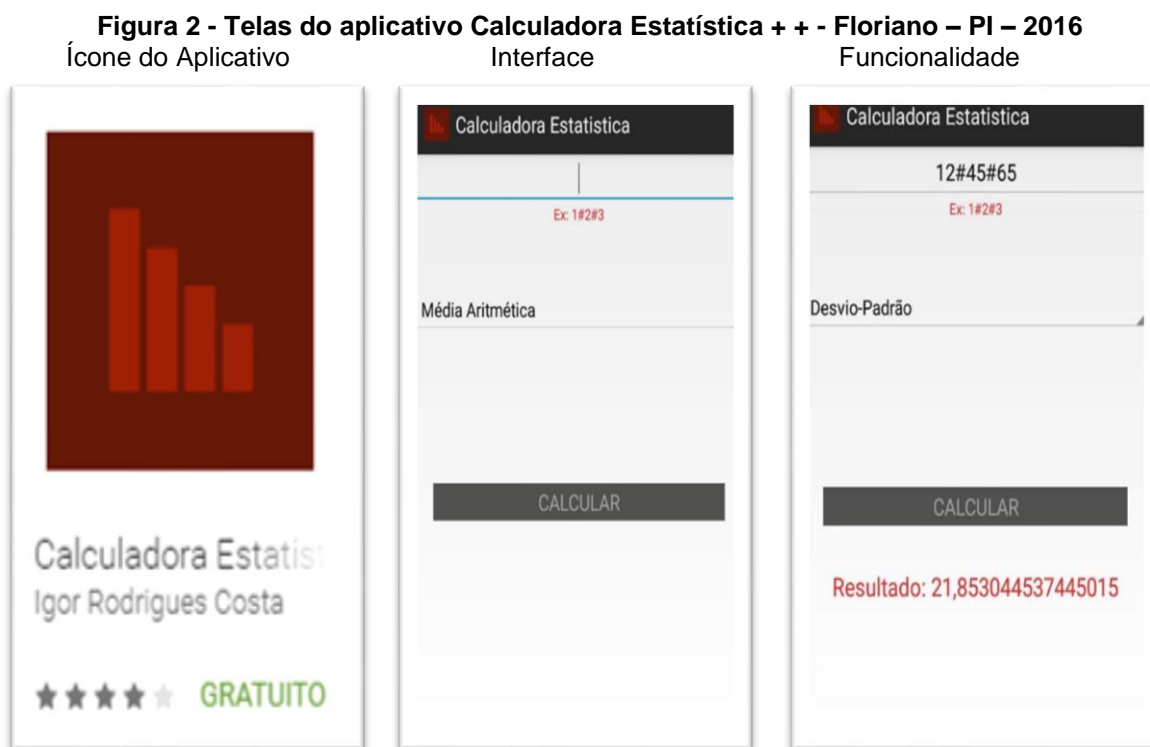 Figura 2 - Telas do aplicativo Calculadora Estatística + + - Floriano – PI – 2016
Ícone do Aplicativo
Interface
Funcionalidade
Calculadora Estatist
Igor Rodrigues Costa
GRATUITO
Calculadora Estatistica
Ex: 1#2#3
Média Aritmética
CALCULAR
Calculadora Estatistica
12#45#65
Ex: 1#2#3
Desvio-Padrão
CALCULAR
Resultado: 21,853044537445015